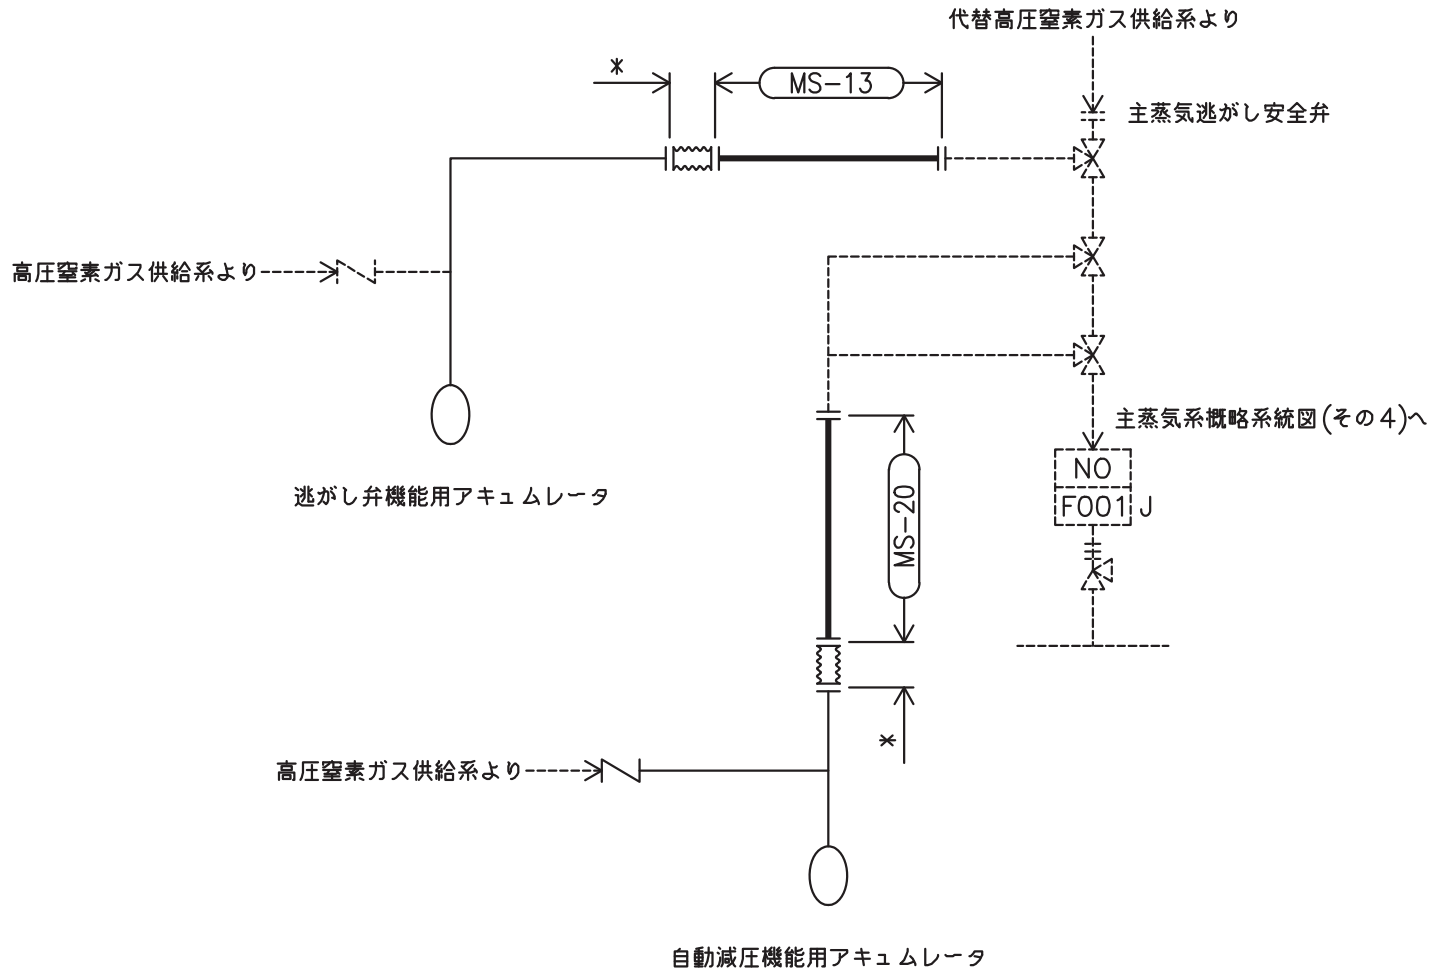 代替高圧窒素ガス供給系より
*
MS-13
主蒸気逃がし安全弁
高圧窒素ガス供給系より
主蒸気系概略系統図(その4)へ
NO
F001J
逃がし弁機能用アキュムレータ
MS-20
*
高圧窒素ガス供給系より
自動減圧機能用アキュムレータ